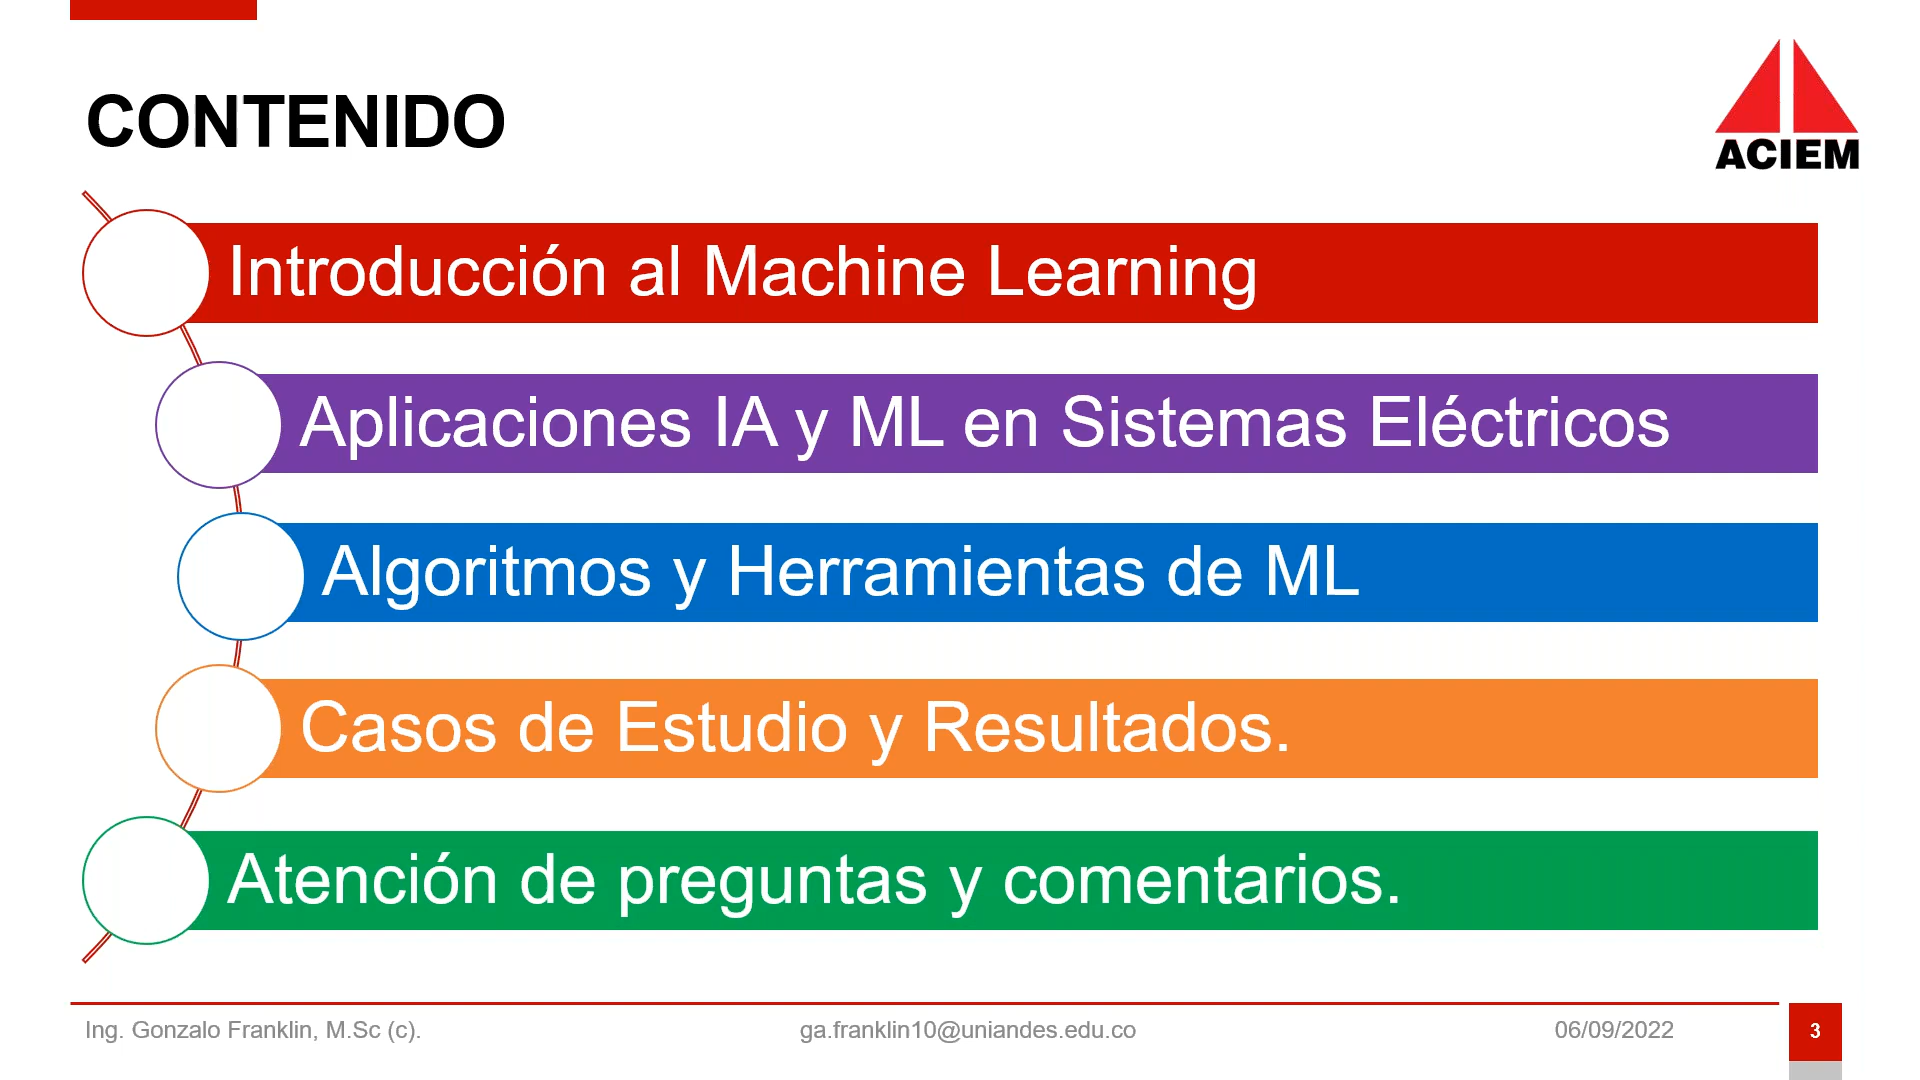 CONTENIDO
ACIEM
Introducción al Machine Learning
Aplicaciones IA y ML en Sistemas Eléctricos
Algoritmos y Herramientas de ML
Casos de Estudio y Resultados.
Atención de preguntas y comentarios.
Ing. Gonzalo Franklin, M.Sc (c).
ga.franklin10@uniandes.edu.co
06/09/2022
3